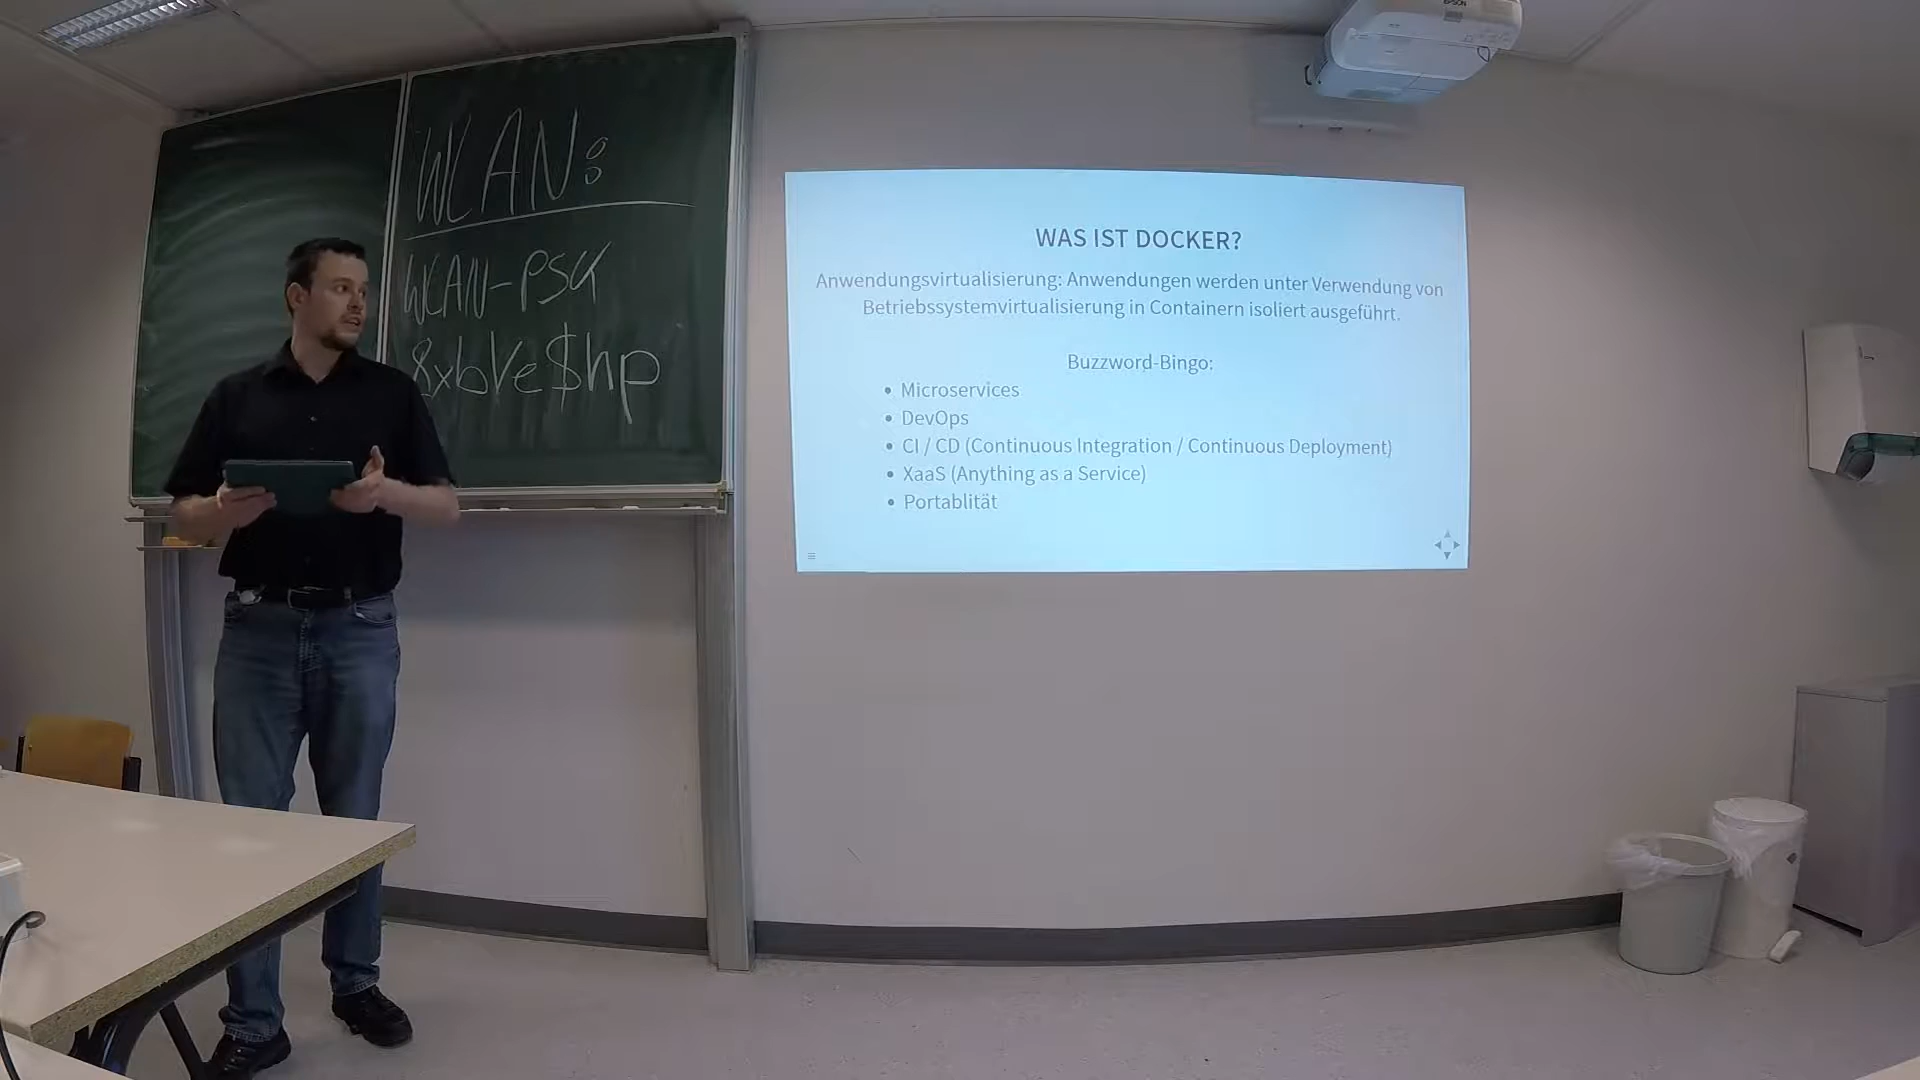 WLAN:
WLAN-PSK
&xbVe$hp
EPSON
WAS IST DOCKER?
Anwendungsvirtualisierung: Anwendungen werden unter Verwendung von
Betriebssystemvirtualisierung in Containern isoliert ausgeführt.
Buzzword-Bingo:
• Microservices
• DevOps
• CI / CD (Continuous Integration / Continuous Deployment)
• XaaS (Anything as a Service)
• Portablität